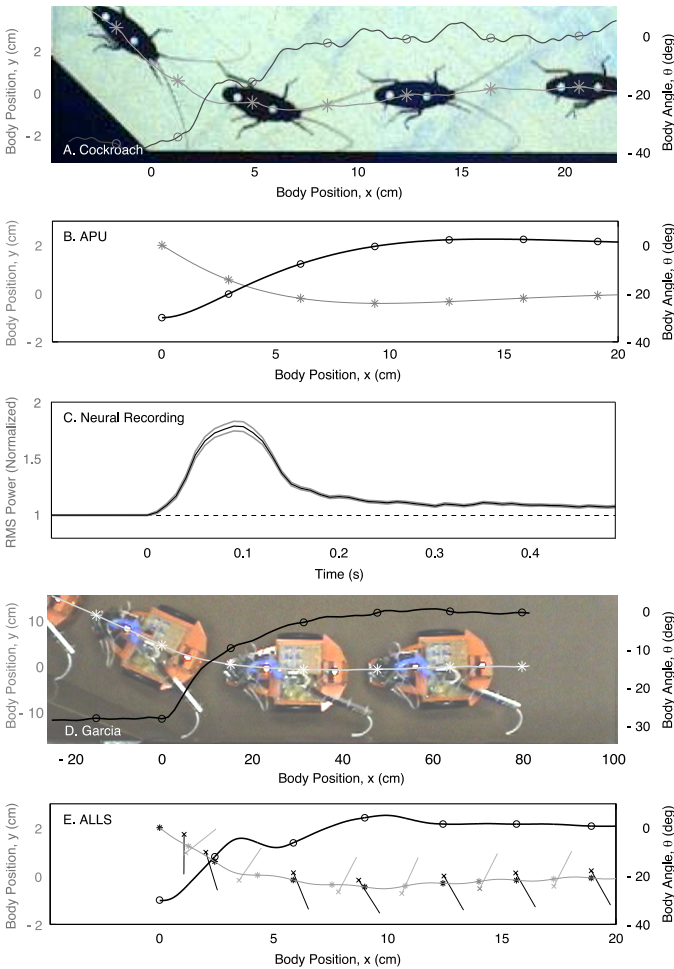 Body Position, y (cm)
2
0
- 2
A. Cockroach
0
- 20
- 40
Body Angle, θ (deg)
0
5
10
15
20
Body Position, x (cm)
Body Position, y (cm)
2
0
- 2
B. APU
0
- 20
- 40
Body Angle, θ (deg)
0
5
10
15
20
Body Position, x (cm)
RMS Power (Normalized)
2
1.5
1
C. Neural Recording
0
0.1
0.2
0.3
0.4
Time (s)
Body Position, y (cm)
10
0
- 10
D. Garcia
0
- 10
- 20
- 30
Body Angle, θ (deg)
- 20
0
20
40
60
80
100
Body Position, x (cm)
Body Position, y (cm)
2
0
- 2
E. ALLS
0
- 20
- 40
Body Angle, θ (deg)
0
5
10
15
20
Body Position, x (cm)